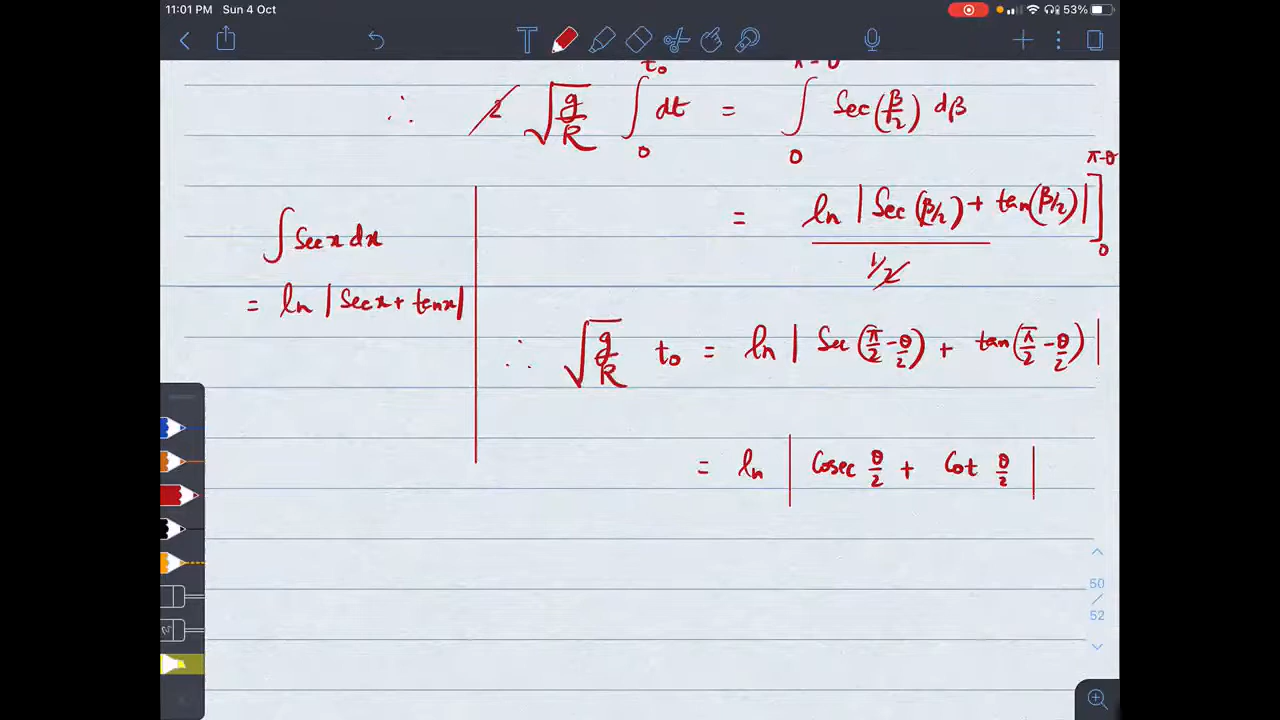 11:01 PM Sun 4 Oct 53%
T
∴ 2 √(g/R) ∫₀^t₀ dt = ∫₀^π-θ Sec(β/2) dβ
= ln |Sec(β/2) + tan(β/2)| / 1/2 ]₀^π-θ
∫ Sec x dx
= ln |Sec x + tan x|
∴ √(g/R) t₀ = ln | Sec(π/2 - θ/2) + tan(π/2 - θ/2) |
= ln | Cosec θ/2 + Cot θ/2 |
50
/
52